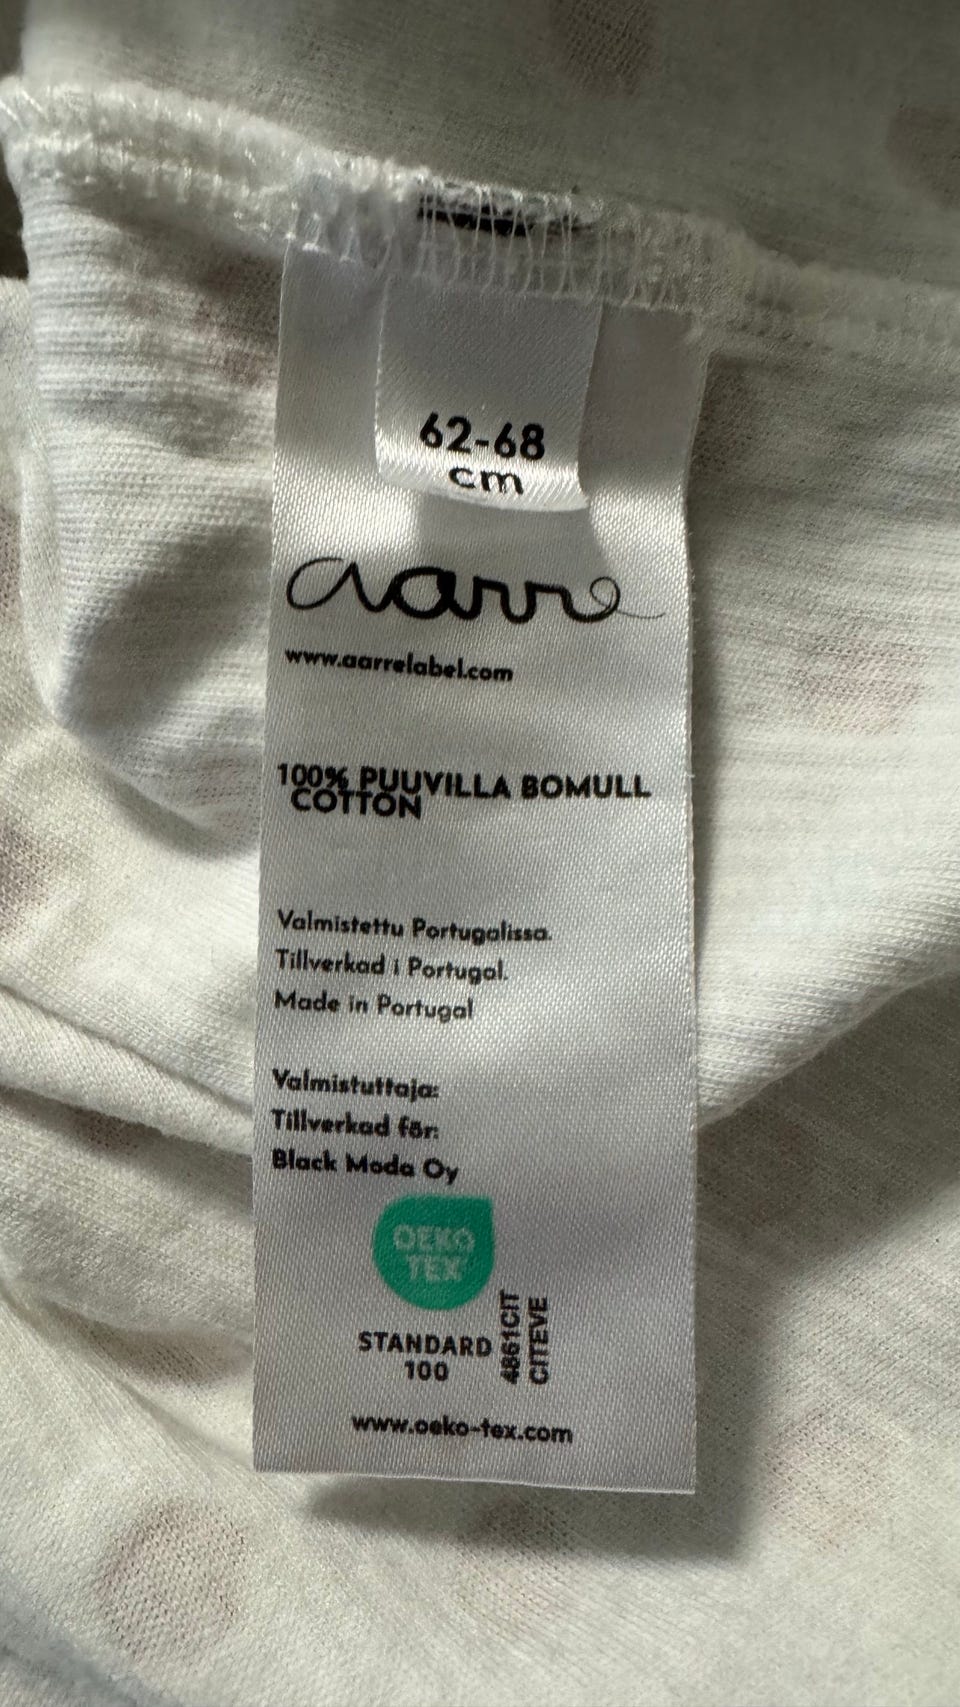 62-68
cm
aarre
www.aarrelabel.com
100% PUUVILLA BOMULL
COTTON
Valmistettu Portugalissa.
Tillverkad i Portugal.
Made in Portugal
Valmistuttaja:
Tillverkad för:
Black Moda Oy
OEKO
TEX
STANDARD
100
4861CIT
CITEVE
www.oeko-tex.com